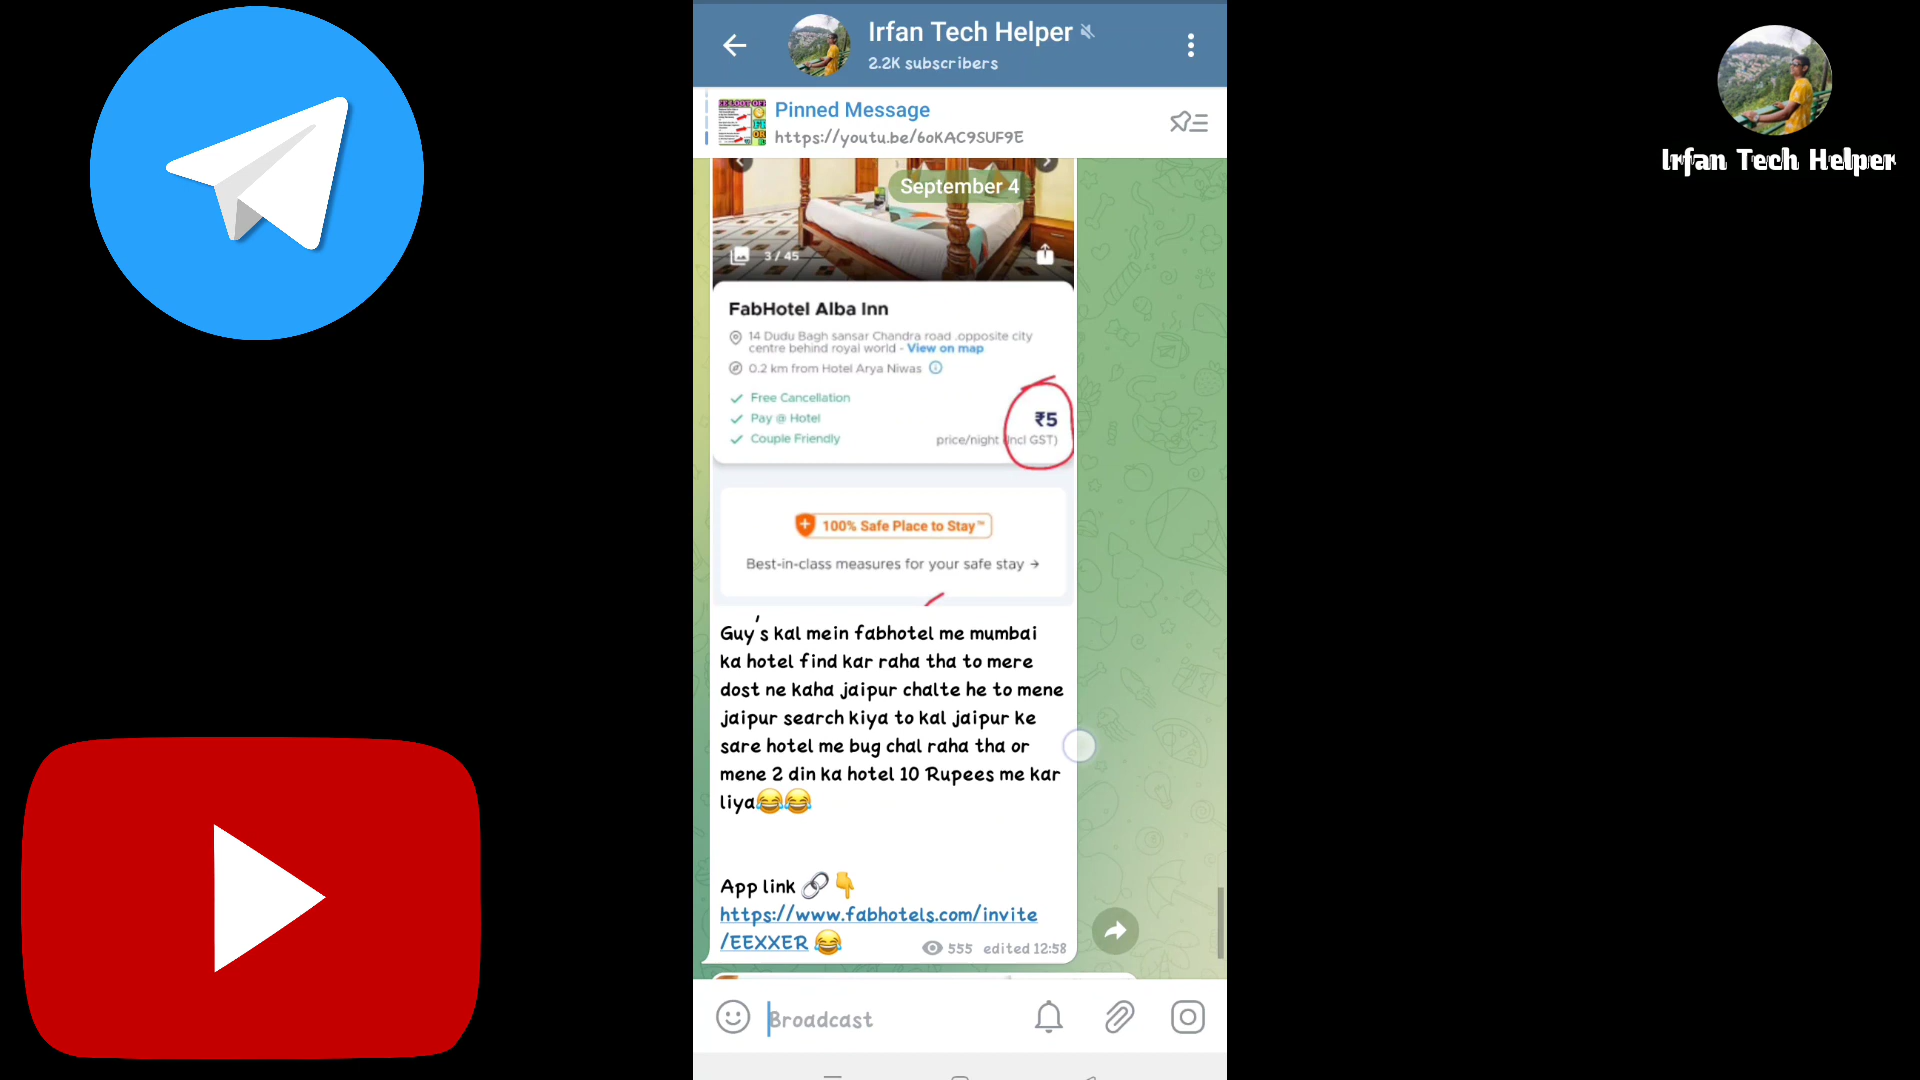 Irfan Tech Helper
2.2K subscribers
Irfan Tech Helper
Pinned Message
https://youtu.be/6oKAC9SUF9E
September 4
3 / 45
FabHotel Alba Inn
14 Dudu Bagh sansar Chandra road .opposite city
centre behind royal world - View on map
0.2 km from Hotel Arya Niwas
Free Cancellation
Pay @ Hotel
Couple Friendly
₹5
price/night (Incl GST)
100% Safe Place to Stay™
Best-in-class measures for your safe stay →
Guy's kal mein fabhotel me mumbai
ka hotel find kar raha tha to mere
dost ne kaha jaipur chalte he to mene
jaipur search kiya to kal jaipur ke
sare hotel me bug chal raha tha or
mene 2 din ka hotel 10 Rupees me kar
liya😂😂
App link 🔗👇
https://www.fabhotels.com/invite
/EEXXER 😂
555 edited 12:58
Broadcast